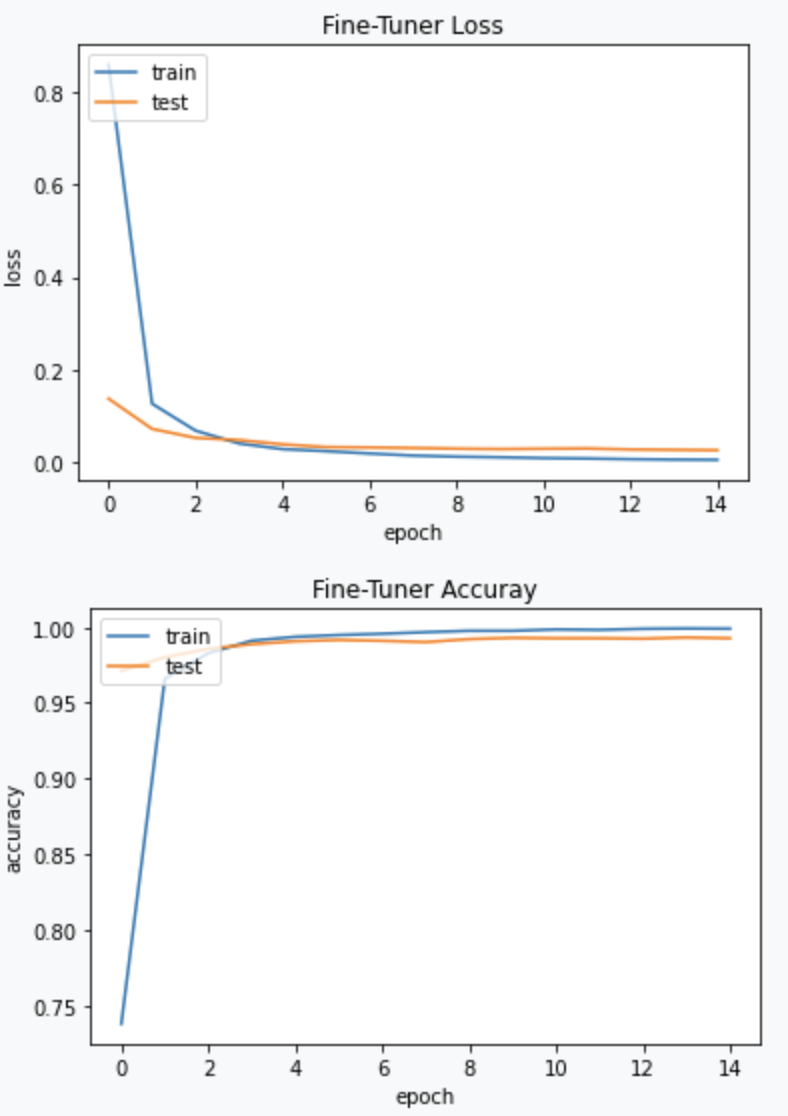 Fine-Tuner Loss
train
test
0.8
0.6
0.4
0.2
0.0
loss
0 2 4 6 8 10 12 14
epoch
Fine-Tuner Accuray
train
test
1.00
0.95
0.90
0.85
0.80
0.75
accuracy
0 2 4 6 8 10 12 14
epoch